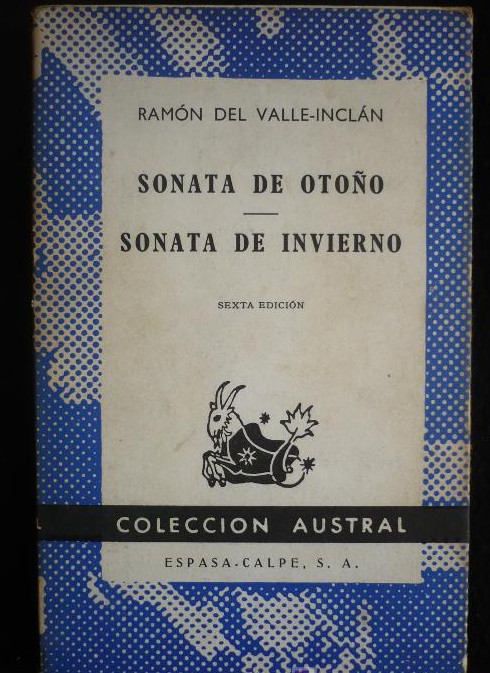 RAMÓN DEL VALLE-INCLÁN
SONATA DE OTOÑO
SONATA DE INVIERNO
SEXTA EDICIÓN
COLECCION AUSTRAL
ESPASA-CALPE, S. A.